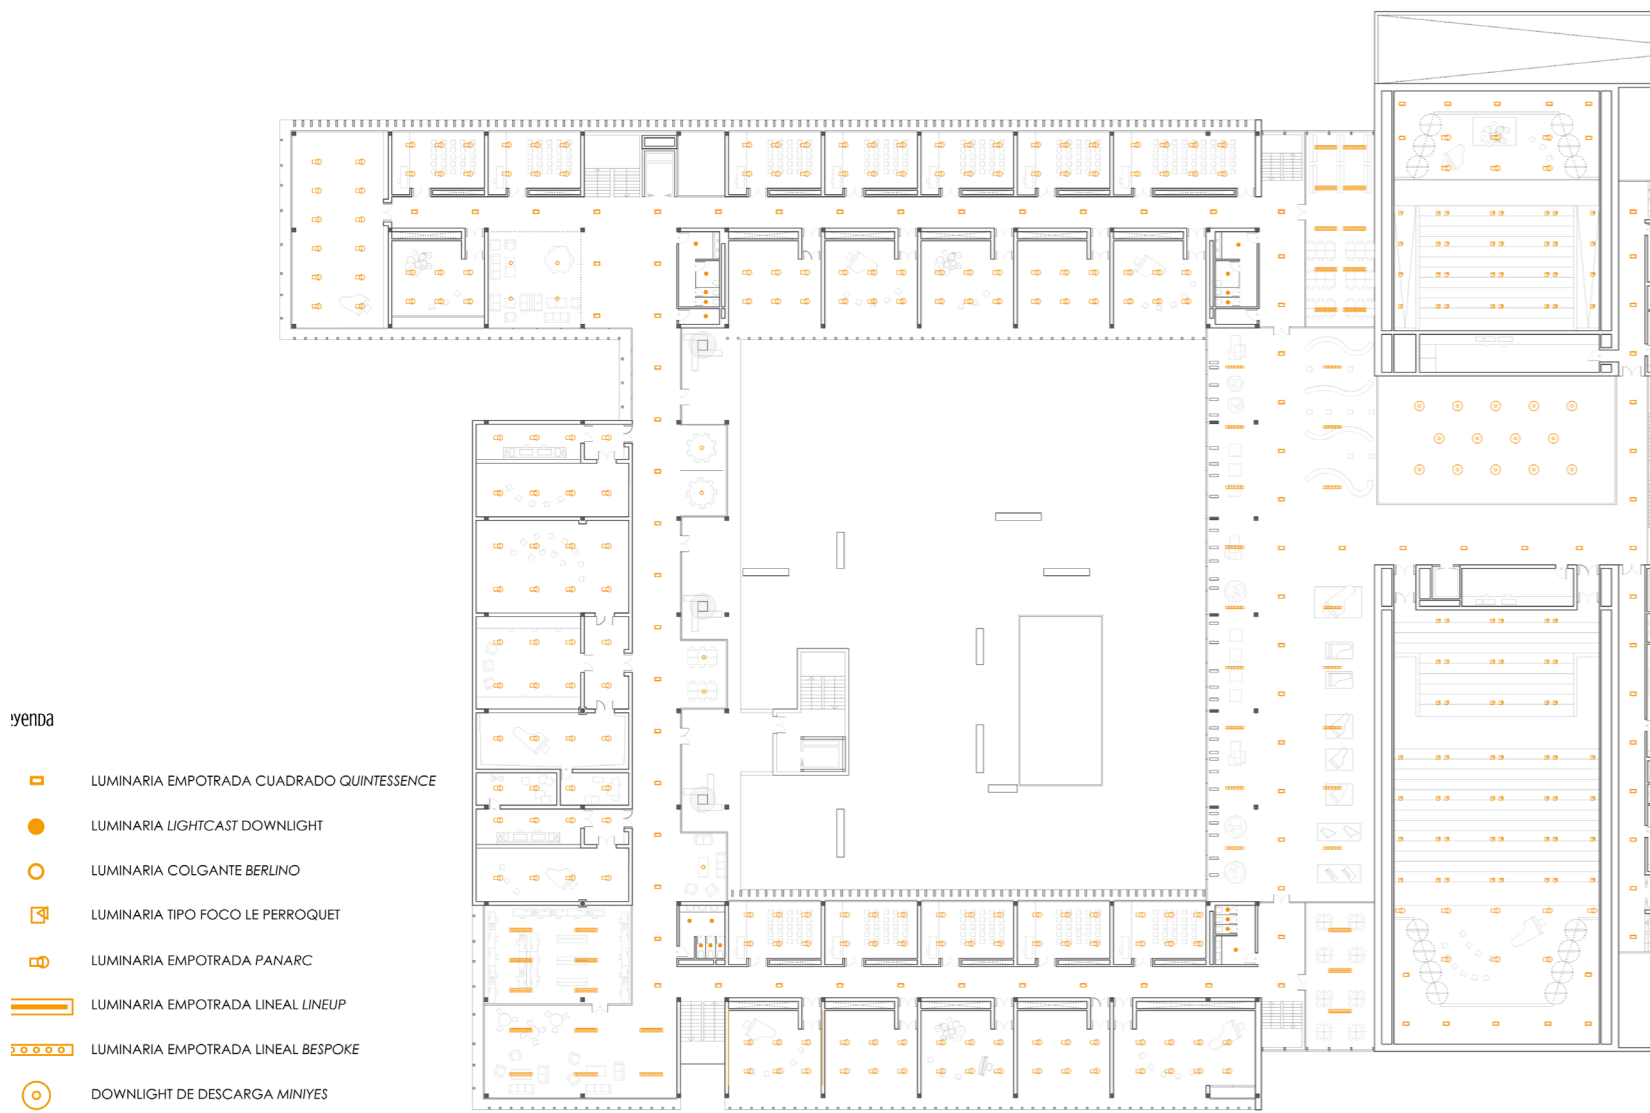 eyenda
LUMINARIA EMPOTRADA CUADRADO QUINTESSENCE
LUMINARIA LIGHTCAST DOWNLIGHT
LUMINARIA COLGANTE BERLINO
LUMINARIA TIPO FOCO LE PERROQUET
LUMINARIA EMPOTRADA PANARC
LUMINARIA EMPOTRADA LINEAL LINEUP
LUMINARIA EMPOTRADA LINEAL BESPOKE
DOWNLIGHT DE DESCARGA MINIYES